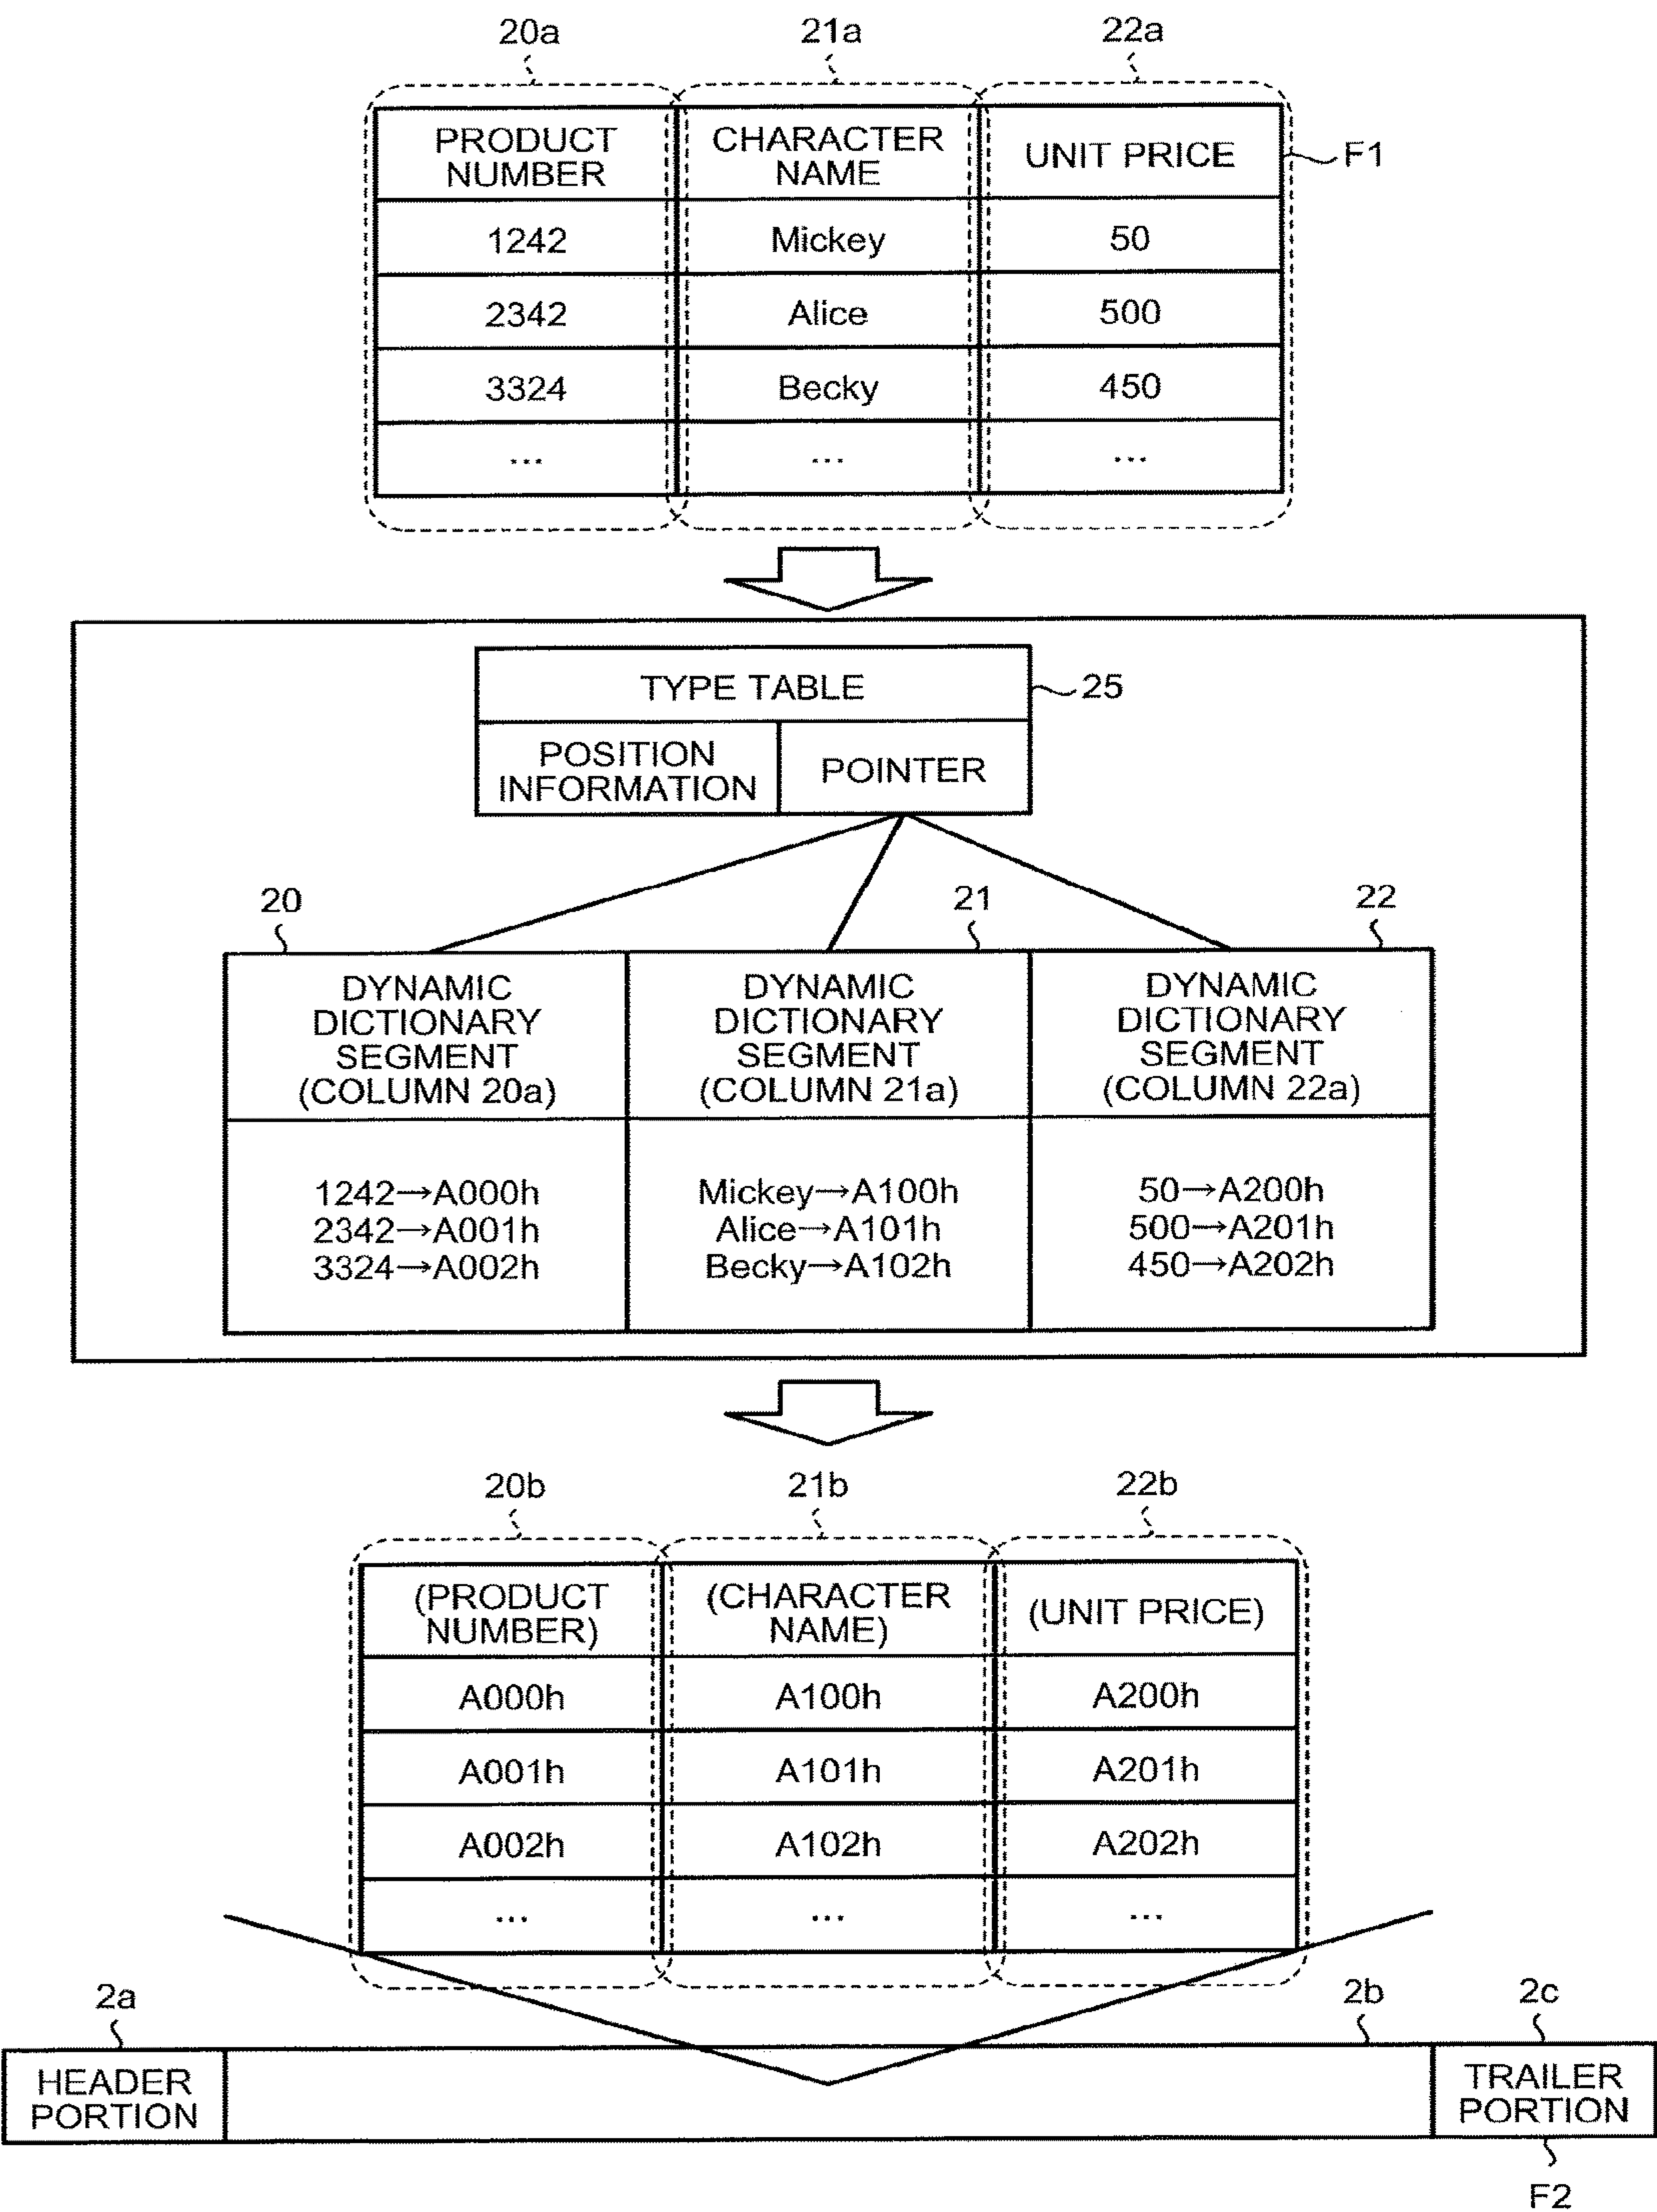 20a 21a 22a
PRODUCT NUMBER CHARACTER NAME UNIT PRICE F1
1242 Mickey 50
2342 Alice 500
3324 Becky 450
... ... ...
TYPE TABLE 25
POSITION INFORMATION POINTER
20 21 22
DYNAMIC DICTIONARY SEGMENT (COLUMN 20a) DYNAMIC DICTIONARY SEGMENT (COLUMN 21a) DYNAMIC DICTIONARY SEGMENT (COLUMN 22a)
1242→A000h Mickey→A100h 50→A200h
2342→A001h Alice→A101h 500→A201h
3324→A002h Becky→A102h 450→A202h
20b 21b 22b
(PRODUCT NUMBER) (CHARACTER NAME) (UNIT PRICE)
A000h A100h A200h
A001h A101h A201h
A002h A102h A202h
... ... ...
2a 2b 2c
HEADER PORTION TRAILER PORTION
F2